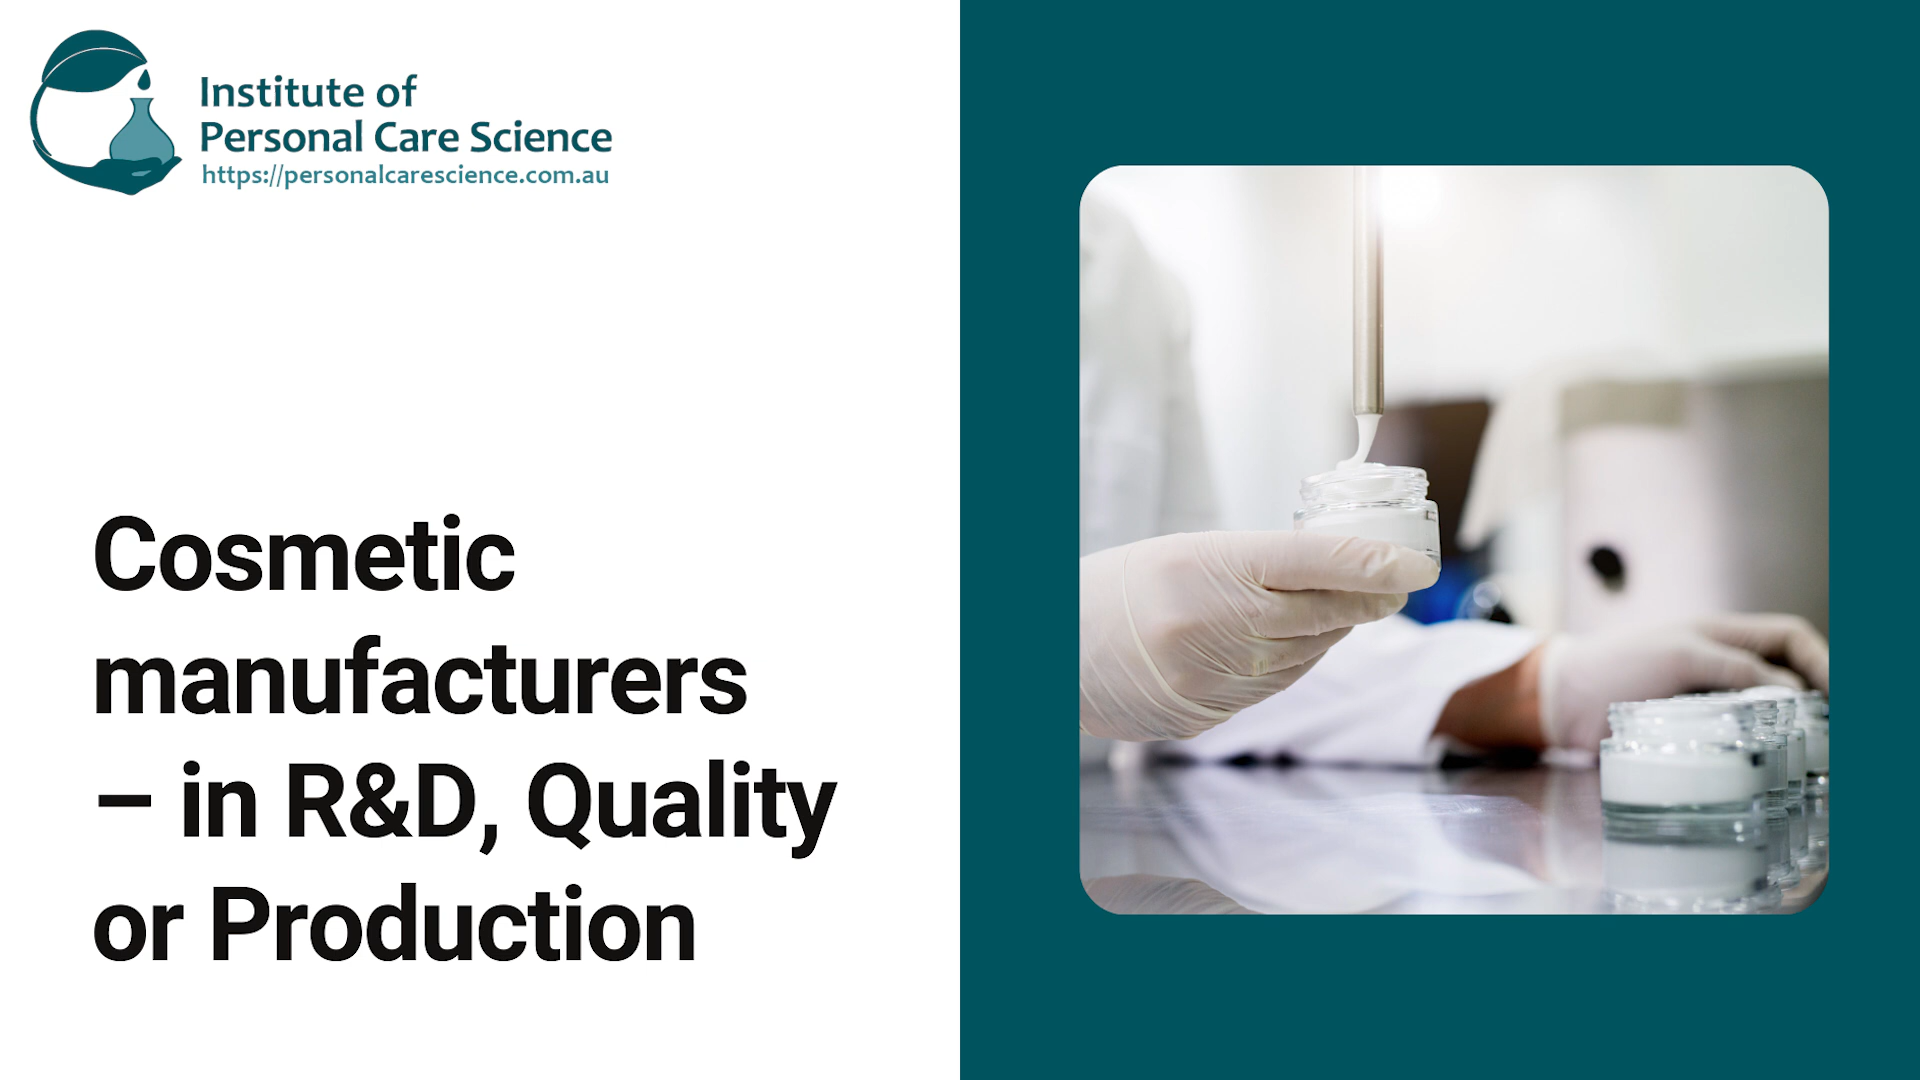 Institute of
Personal Care Science
https://personalcarescience.com.au
Cosmetic
manufacturers
– in R&D, Quality
or Production